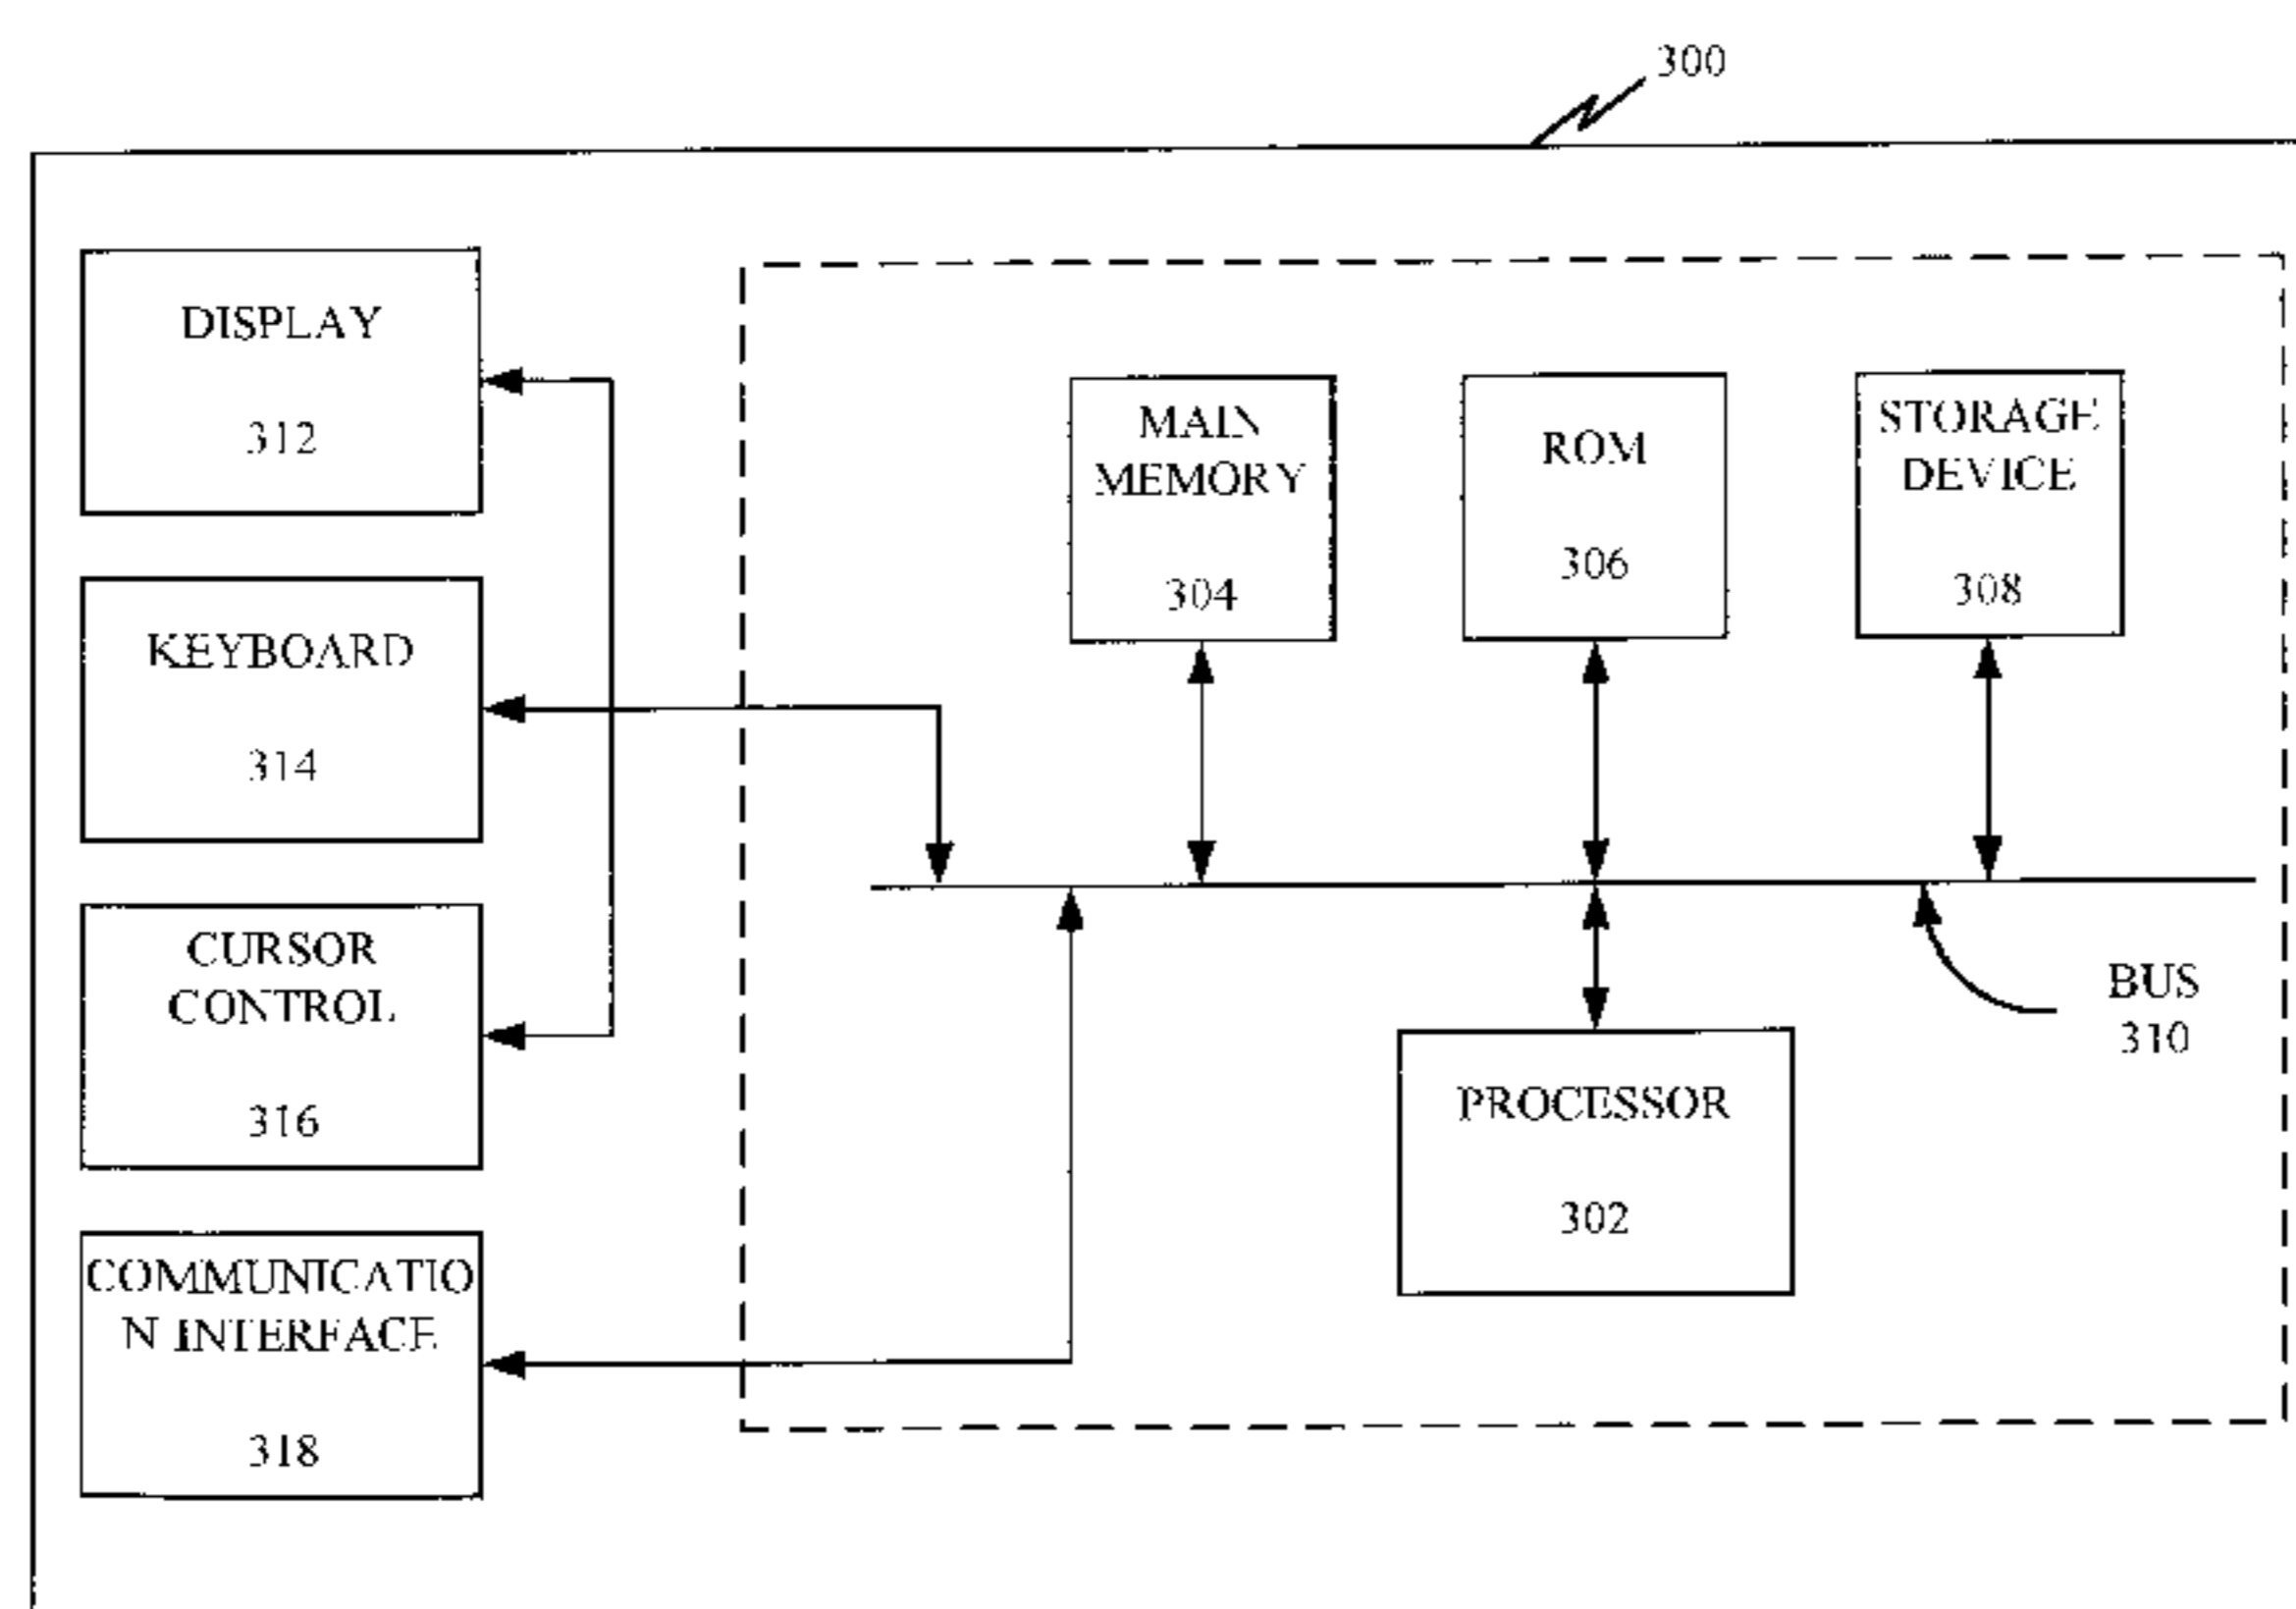 300
DISPLAY
312
KEYBOARD
314
CURSOR
CONTROL
316
COMMUNICATIO
N INTERFACE
318
MAIN
MEMORY
304
ROM
306
STORAGE
DEVICE
308
BUS
310
PROCESSOR
302